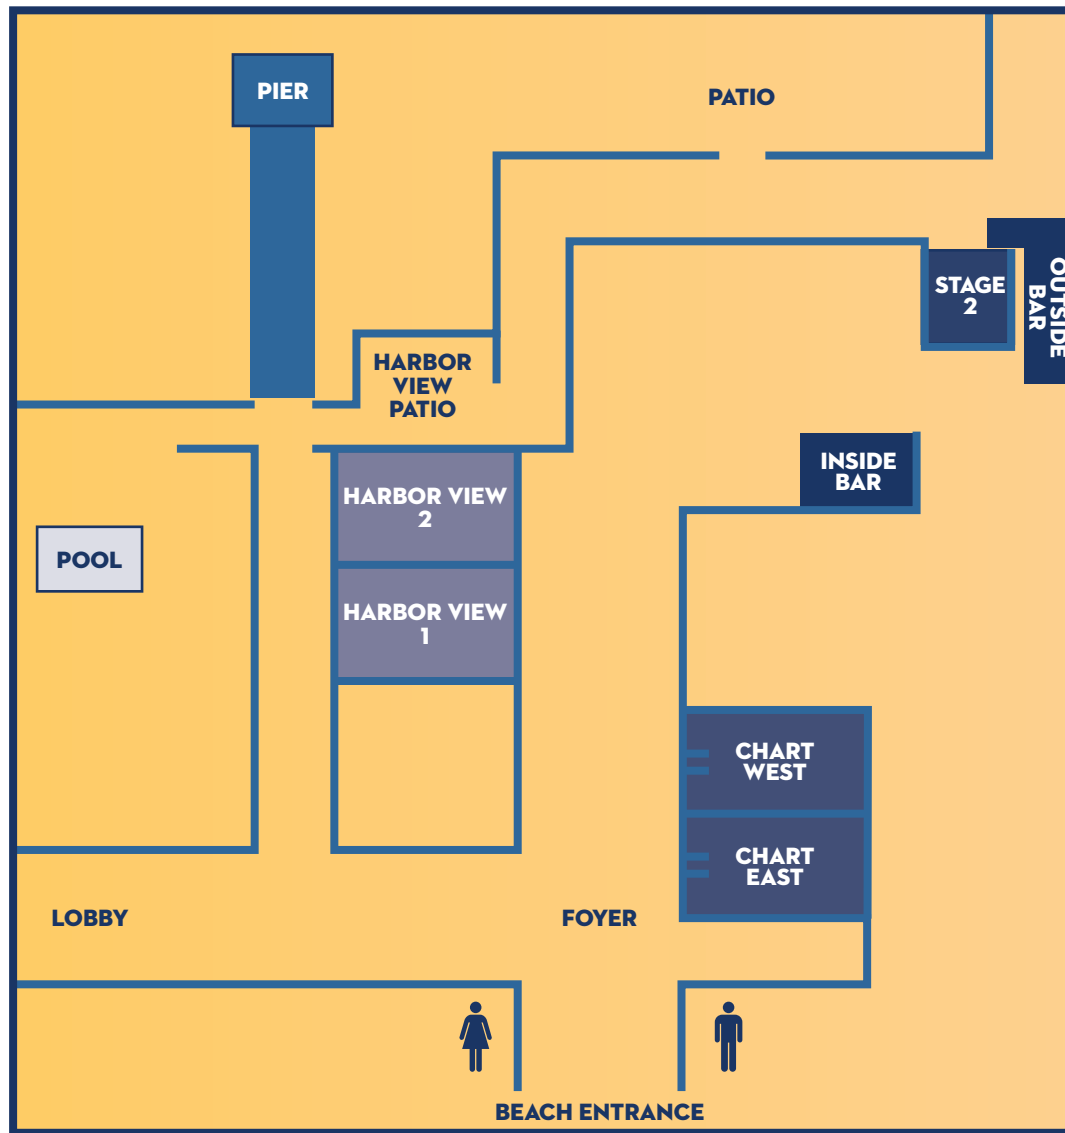 PIER
PATIO
STAGE
2
OUTSIDE
BAR
HARBOR
VIEW
PATIO
INSIDE
BAR
HARBOR VIEW
2
POOL
HARBOR VIEW
1
CHART
WEST
CHART
EAST
LOBBY
FOYER
BEACH ENTRANCE